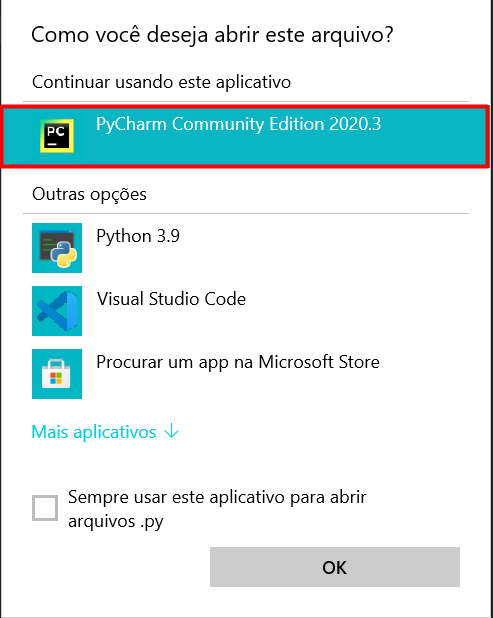 Como você deseja abrir este arquivo?
Continuar usando este aplicativo
PC
PyCharm Community Edition 2020.3
Outras opções
Python 3.9
Visual Studio Code
Procurar um app na Microsoft Store
Mais aplicativos ↓
Sempre usar este aplicativo para abrir
arquivos .py
OK